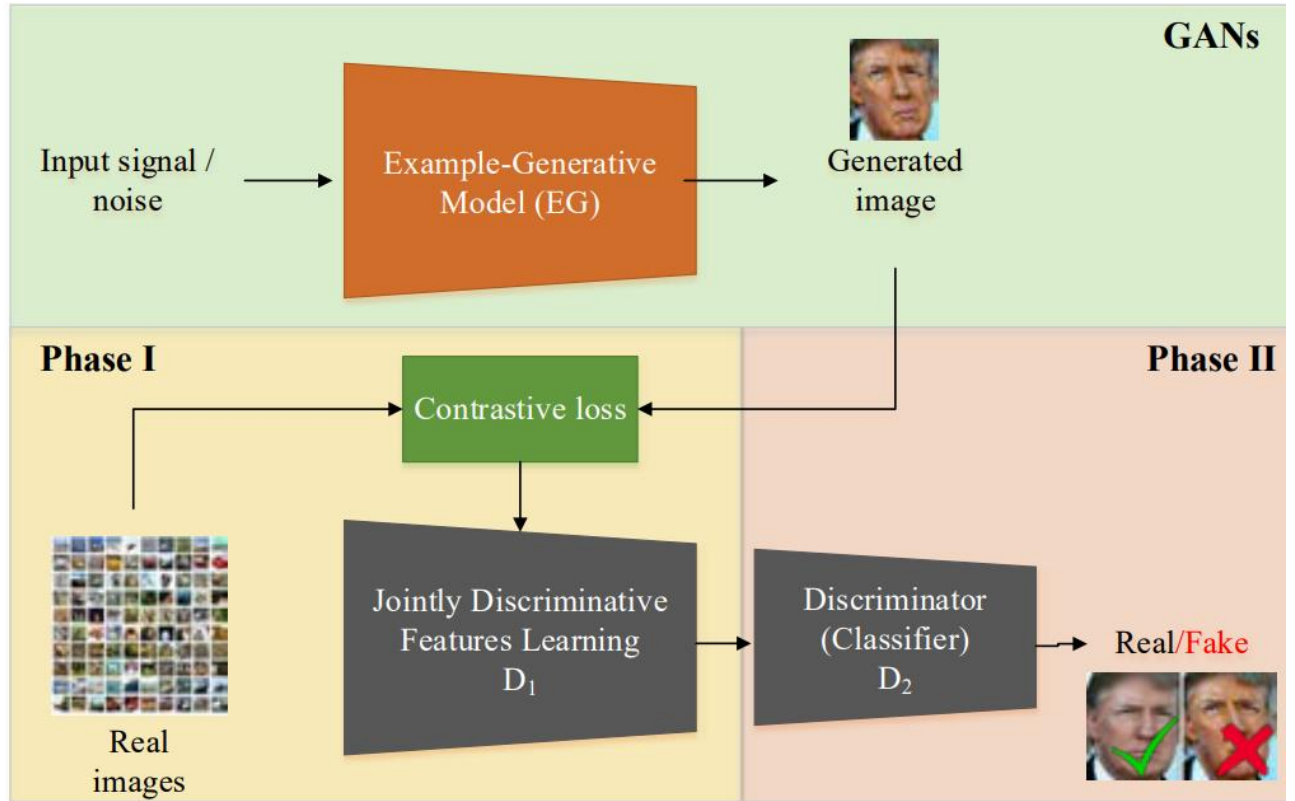 GANs
Input signal /
noise
Example-Generative
Model (EG)
Generated
image
Phase I
Phase II
Contrastive loss
Jointly Discriminative
Features Learning
D₁
Discriminator
(Classifier)
D₂
Real/Fake
Real
images